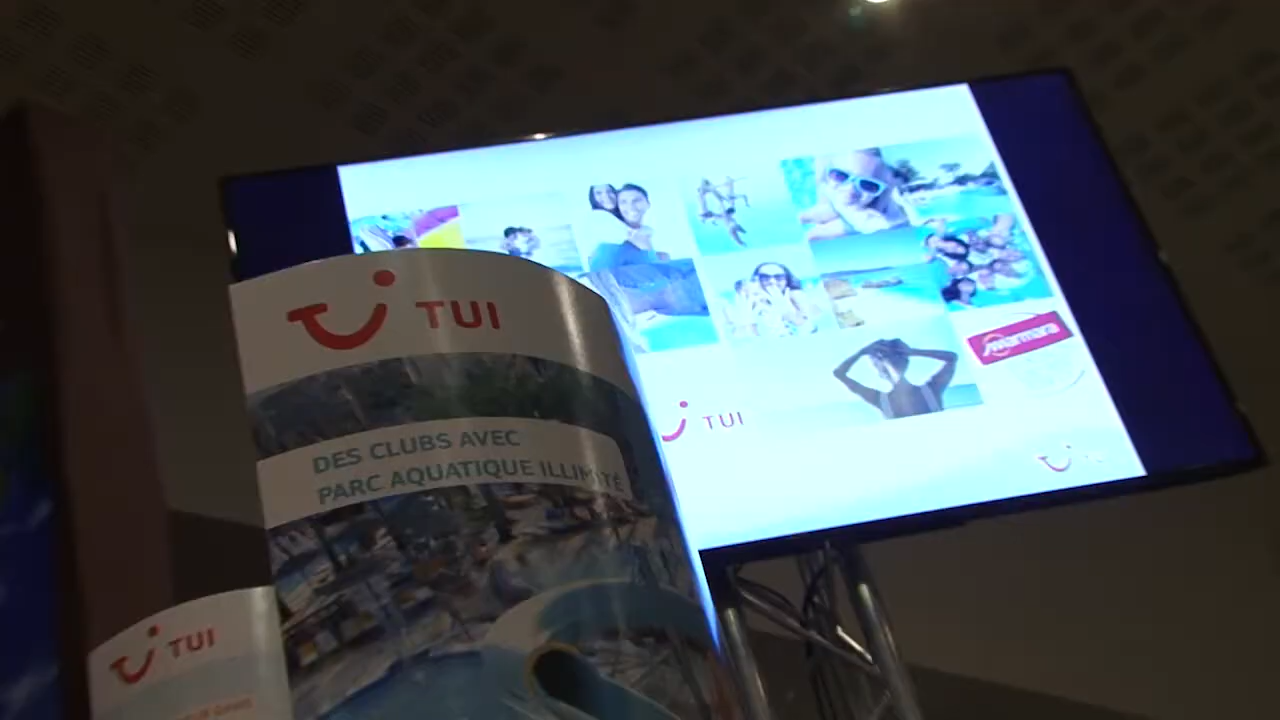 TUI
DES CLUBS AVEC
PARC AQUATIQUE ILLIMITÉ
TUI
marmara
TUI